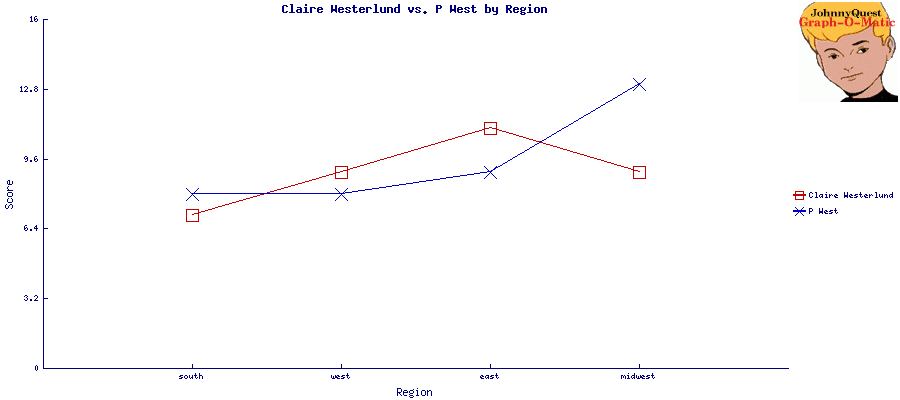 Claire Westerlund vs. P West by Region
JohnnyQuest
Graph-O-Matic
16
12.8
9.6
6.4
3.2
0
Score
Claire Westerlund
P West
south west east midwest
Region